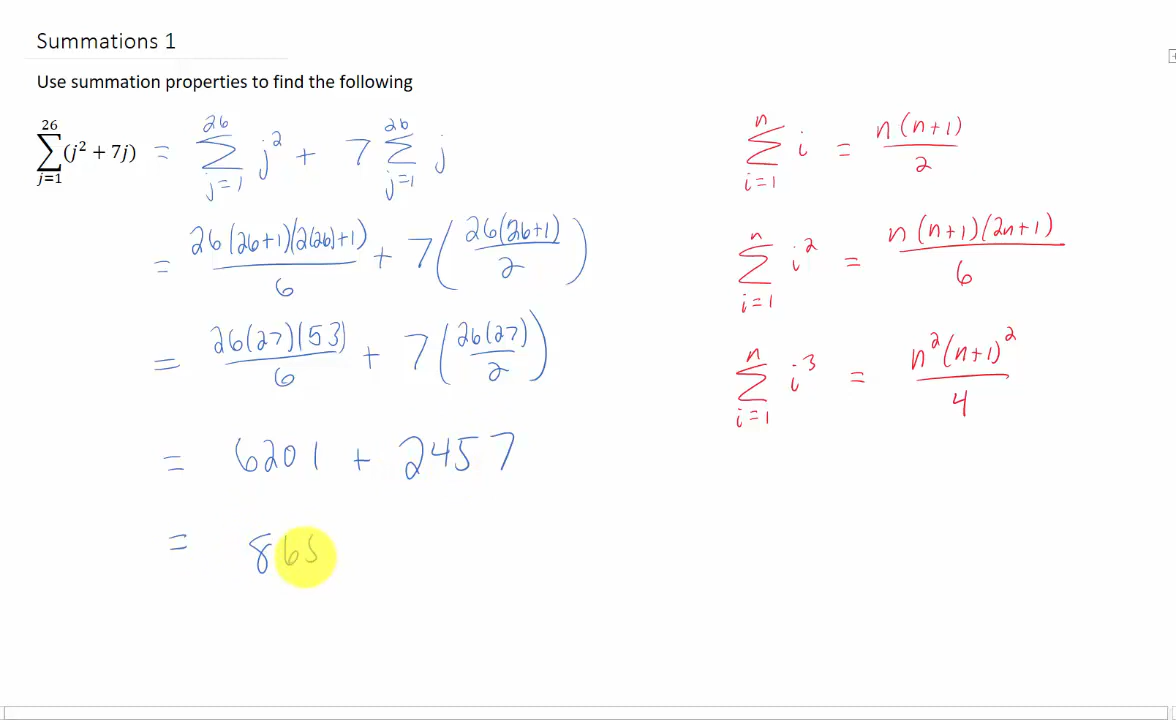 Summations 1
Use summation properties to find the following
26 ∑ j=1 (j² + 7j) = 26 ∑ j=1 j² + 7 26 ∑ j=1 j
= 26(26+1)(2(26)+1) / 6 + 7(26(26+1) / 2)
= 26(27)(53) / 6 + 7(26(27) / 2)
= 6201 + 2457
= 865
n ∑ i=1 i = n(n+1) / 2
n ∑ i=1 i² = n(n+1)(2n+1) / 6
n ∑ i=1 i³ = n²(n+1)² / 4